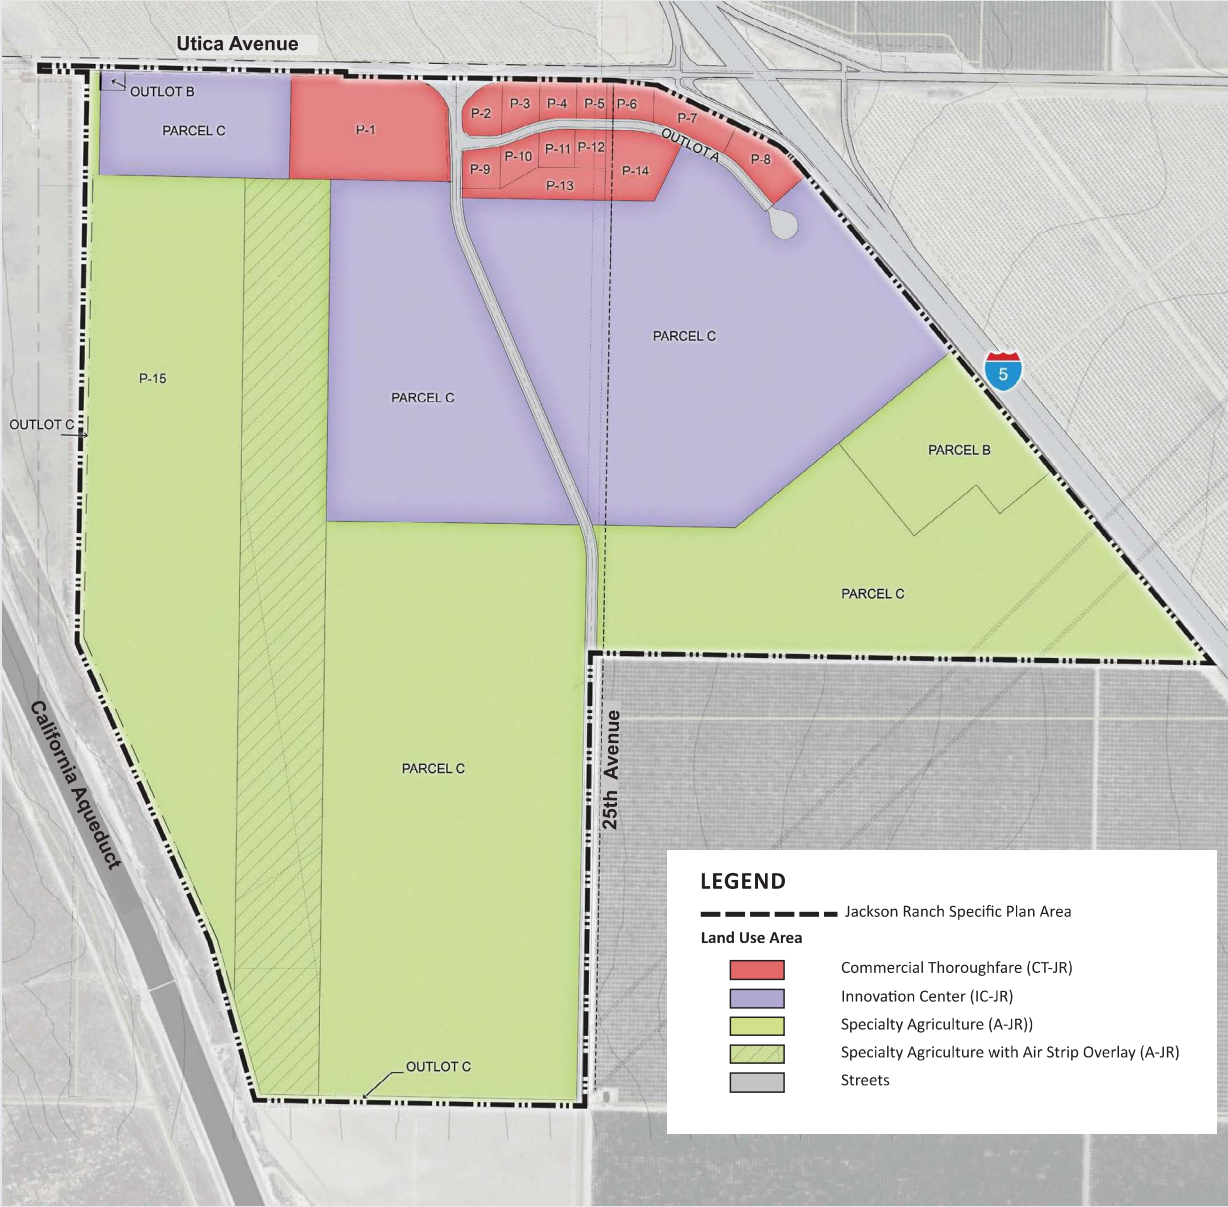 Utica Avenue
OUTLOT B
PARCEL C
P-1
P-2
P-3
P-4
P-5
P-6
P-7
P-8
OUTLOT A
P-9
P-10
P-11
P-12
P-13
P-14
PARCEL C
PARCEL C
P-15
OUTLOT C
5
PARCEL B
PARCEL C
PARCEL C
California Aqueduct
25th Avenue
OUTLOT C
LEGEND
Jackson Ranch Specific Plan Area
Land Use Area
Commercial Thoroughfare (CT-JR)
Innovation Center (IC-JR)
Specialty Agriculture (A-JR))
Specialty Agriculture with Air Strip Overlay (A-JR)
Streets